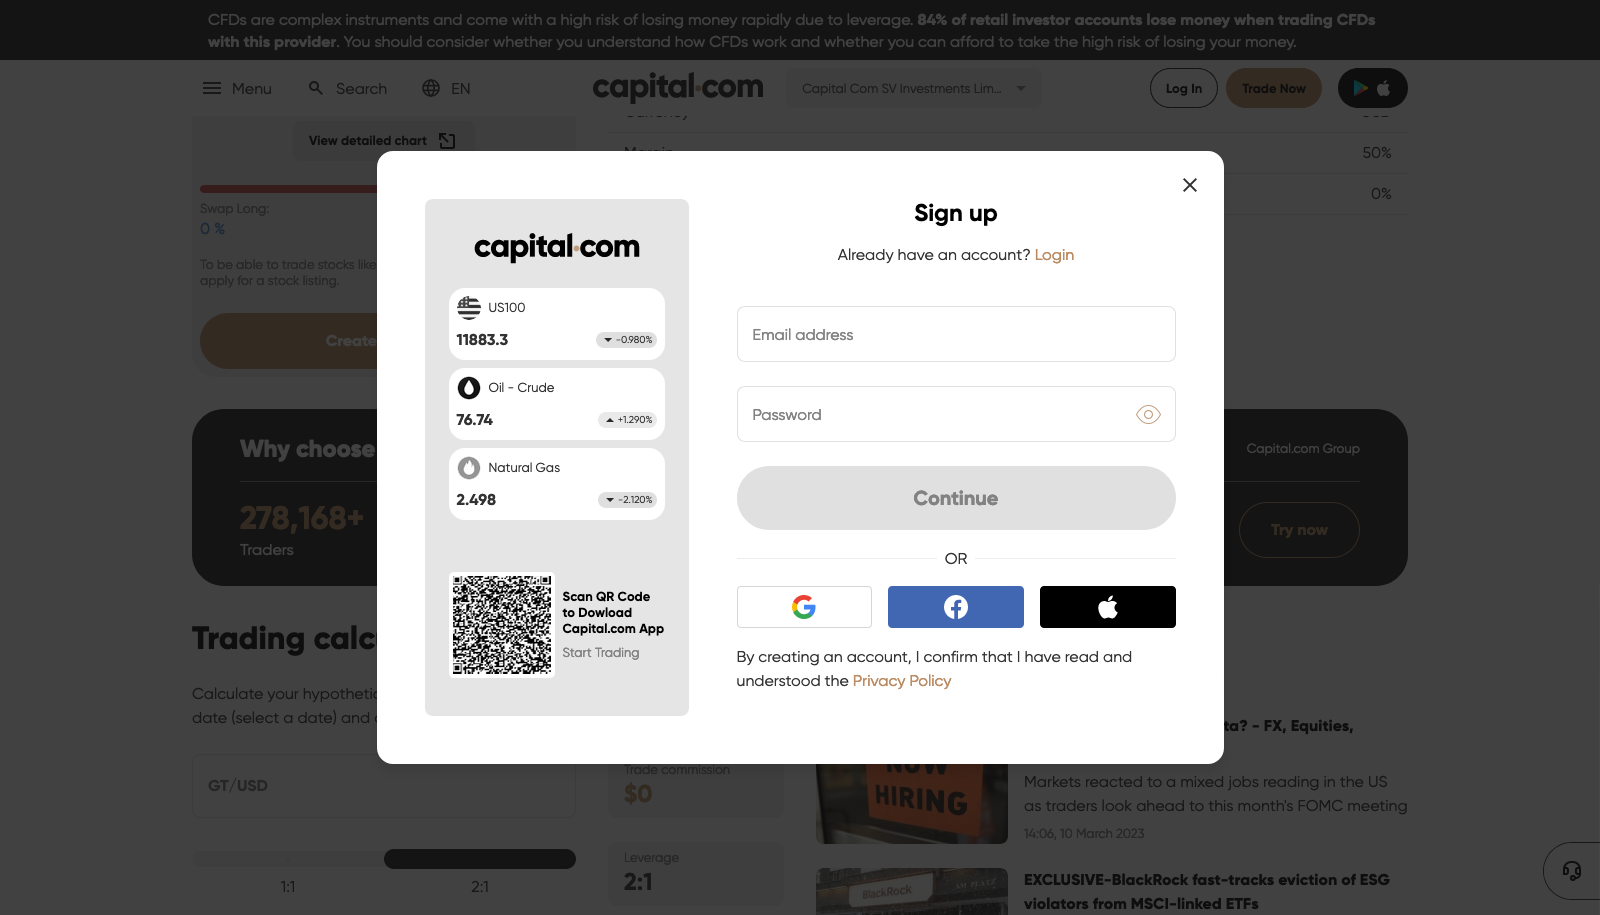 CFDs are complex instruments and come with a high risk of losing money rapidly due to leverage. 84% of retail investor accounts lose money when trading CFDs
with this provider. You should consider whether you understand how CFDs work and whether you can afford to take the high risk of losing your money.
Menu
Search
EN
capital.com
Capital Com SV Investments Lim...
Log In
Trade Now
View detailed chart
50%
0%
Swap Long:
0 %
To be able to trade stocks like
apply for a stock listing.
Create
Why choose
Capital.com Group
278,168+
Traders
Try now
Trading calc
Calculate your hypothetic
date (select a date) and
GT/USD
1:1
2:1
Trade commission
$0
Leverage
2:1
capital.com
US100
11883.3
-0.980%
Oil - Crude
76.74
+1.290%
Natural Gas
2.498
-2.120%
Scan QR Code
to Dowload
Capital.com App
Start Trading
Sign up
Already have an account? Login
Email address
Password
Continue
OR
By creating an account, I confirm that I have read and
understood the Privacy Policy
ta? - FX, Equities,
NOW
HIRING
Markets reacted to a mixed jobs reading in the US
as traders look ahead to this month's FOMC meeting
14:06, 10 March 2023
BlackRock
EXCLUSIVE-BlackRock fast-tracks eviction of ESG
violators from MSCI-linked ETFs